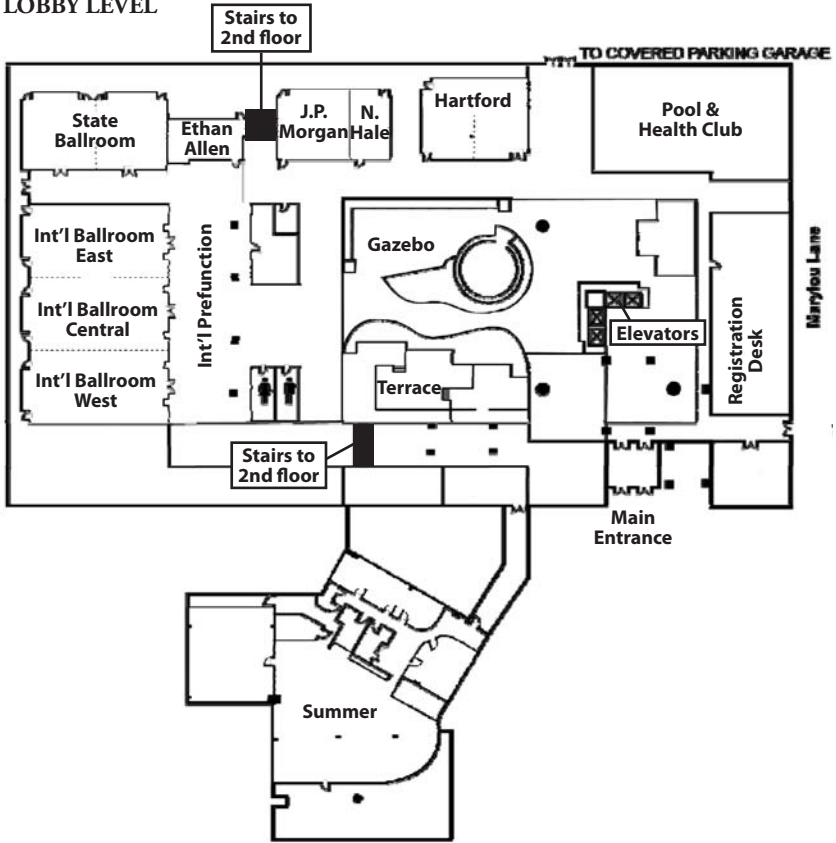 LOBBY LEVEL
Stairs to
2nd floor
TO COVERED PARKING GARAGE
State
Ballroom
Ethan
Allen
J.P.
Morgan
N.
Hale
Hartford
Pool &
Health Club
Int'l Ballroom
East
Int'l Ballroom
Central
Int'l Ballroom
West
Int'l Prefunction
Gazebo
Elevators
Terrace
Registration
Desk
Marylou Lane
Stairs to
2nd floor
Main
Entrance
Summer